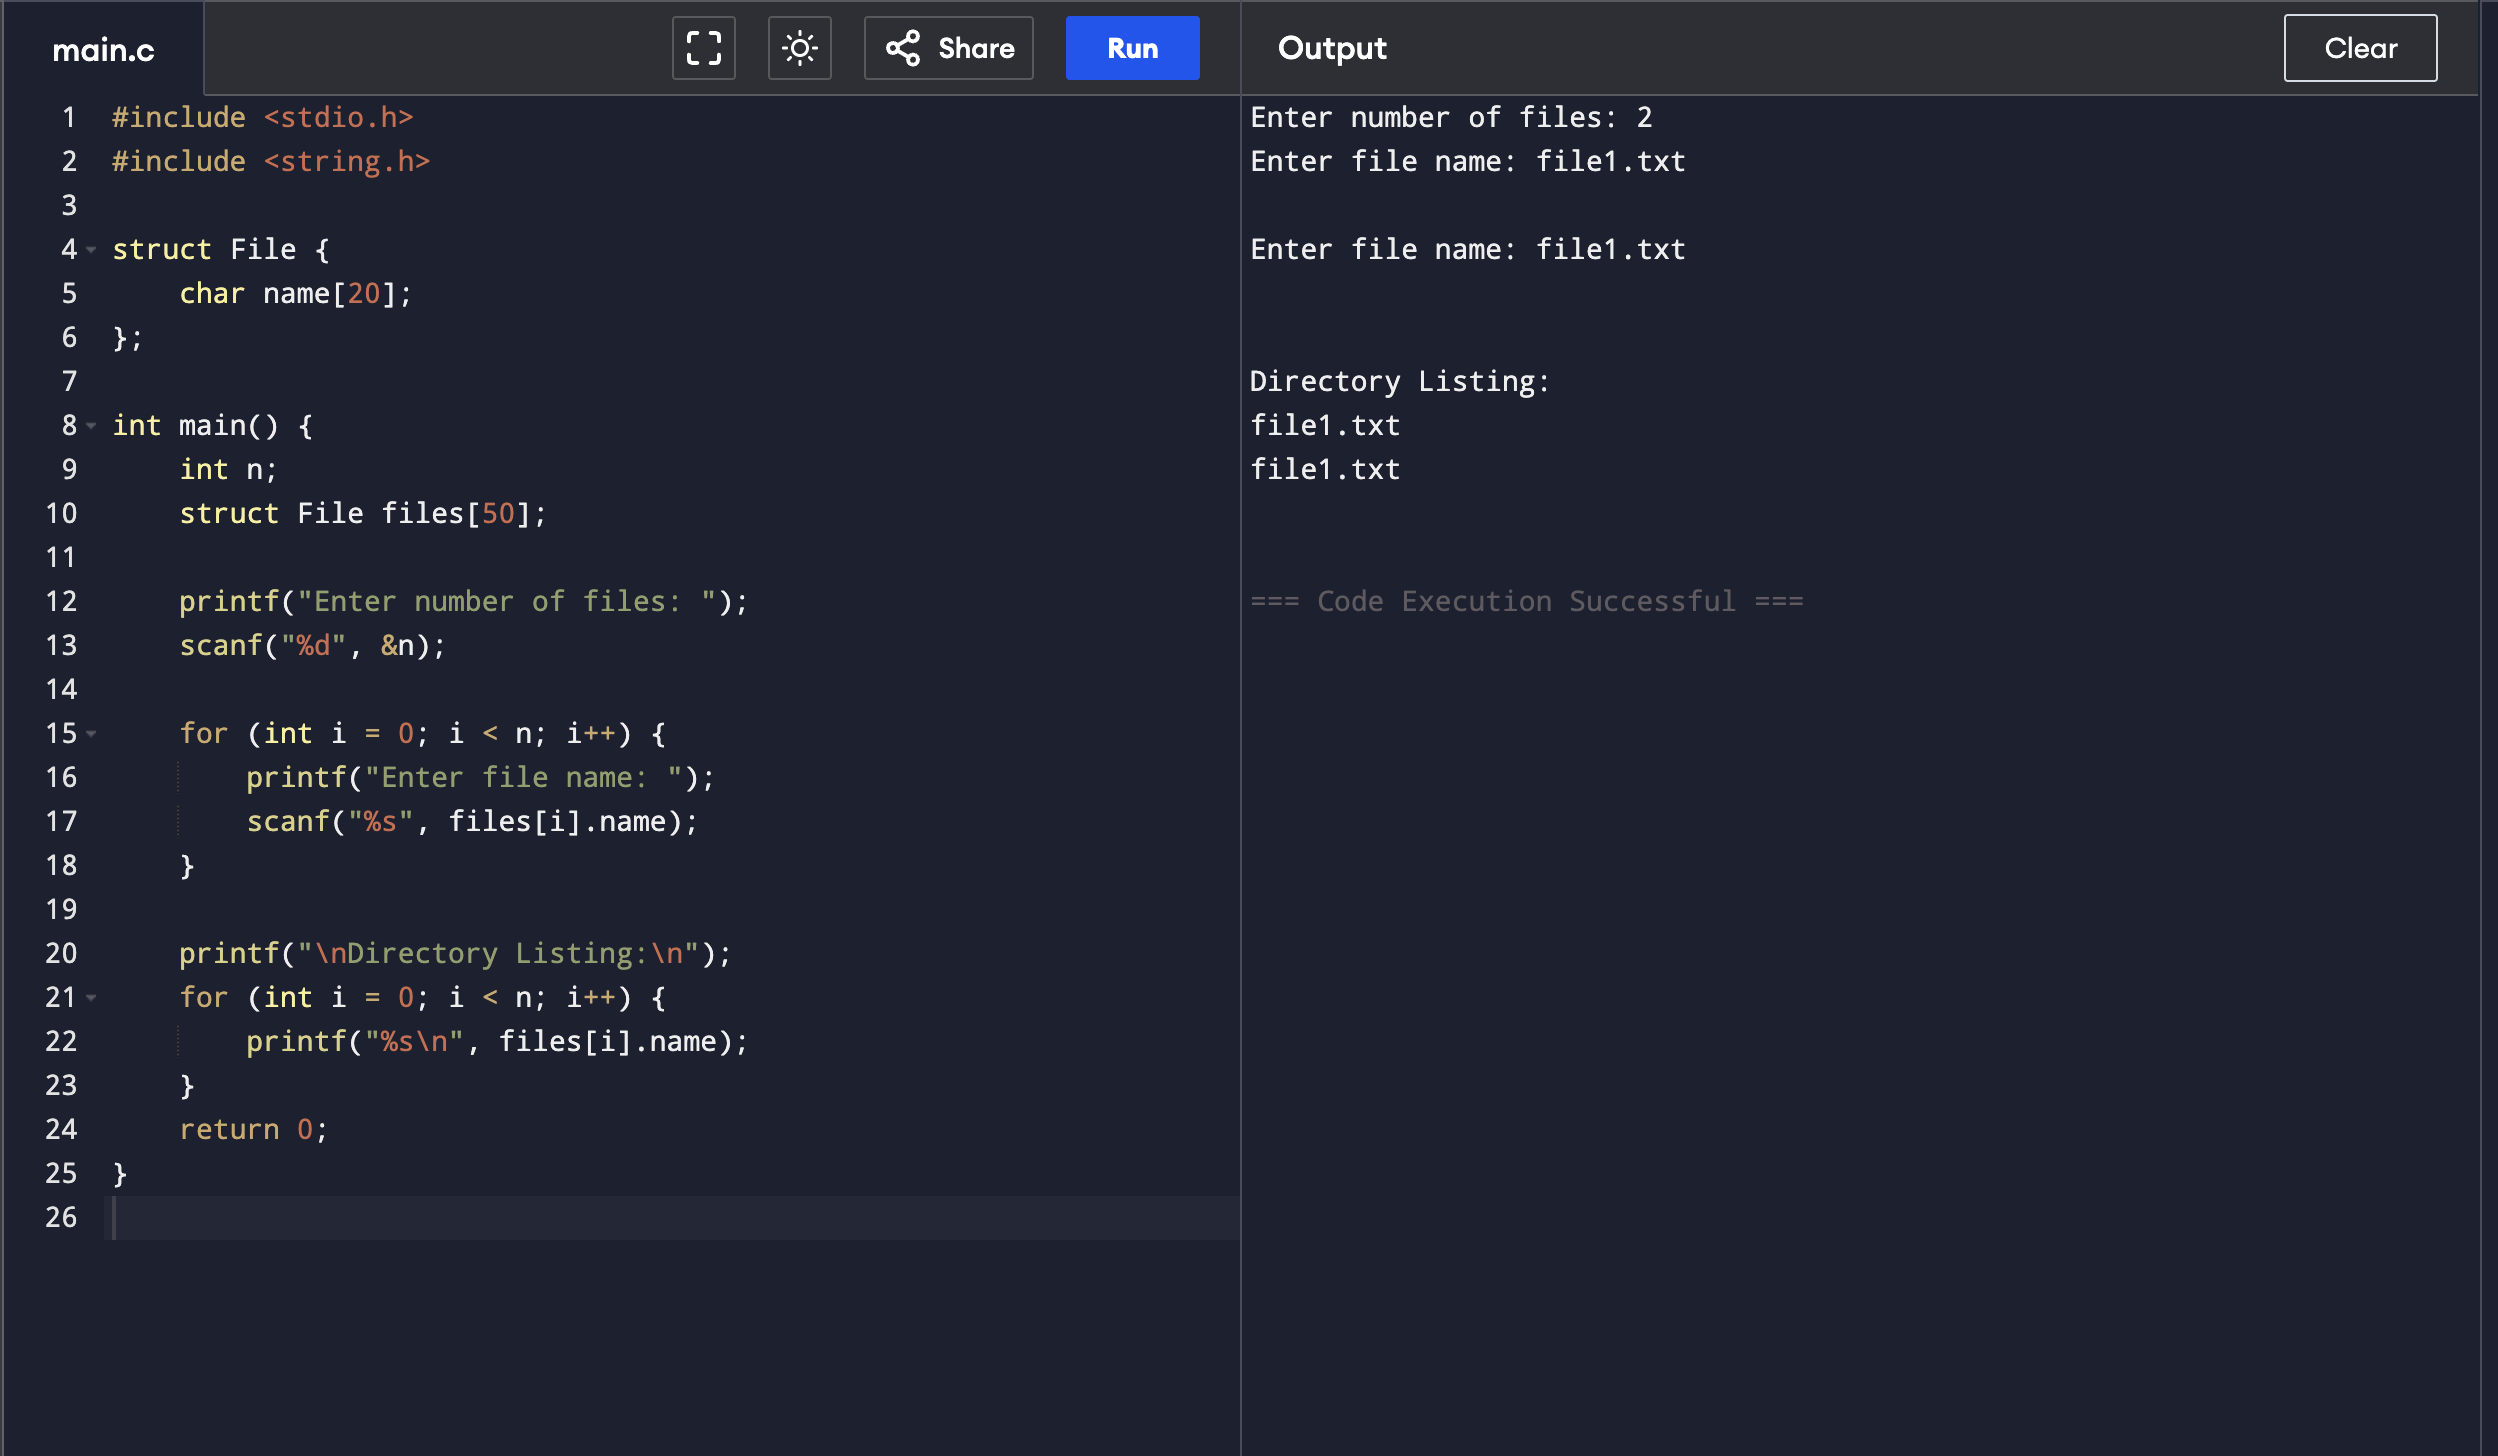 main.c
Share
Run
Output
Clear
1 #include <stdio.h>
2 #include <string.h>
3
4 struct File {
5     char name[20];
6 };
7
8 int main() {
9     int n;
10     struct File files[50];
11
12     printf("Enter number of files: ");
13     scanf("%d", &n);
14
15     for (int i = 0; i < n; i++) {
16         printf("Enter file name: ");
17         scanf("%s", files[i].name);
18     }
19
20     printf("\nDirectory Listing:\n");
21     for (int i = 0; i < n; i++) {
22         printf("%s\n", files[i].name);
23     }
24     return 0;
25 }
26
Enter number of files: 2
Enter file name: file1.txt
Enter file name: file1.txt
Directory Listing:
file1.txt
file1.txt
=== Code Execution Successful ===